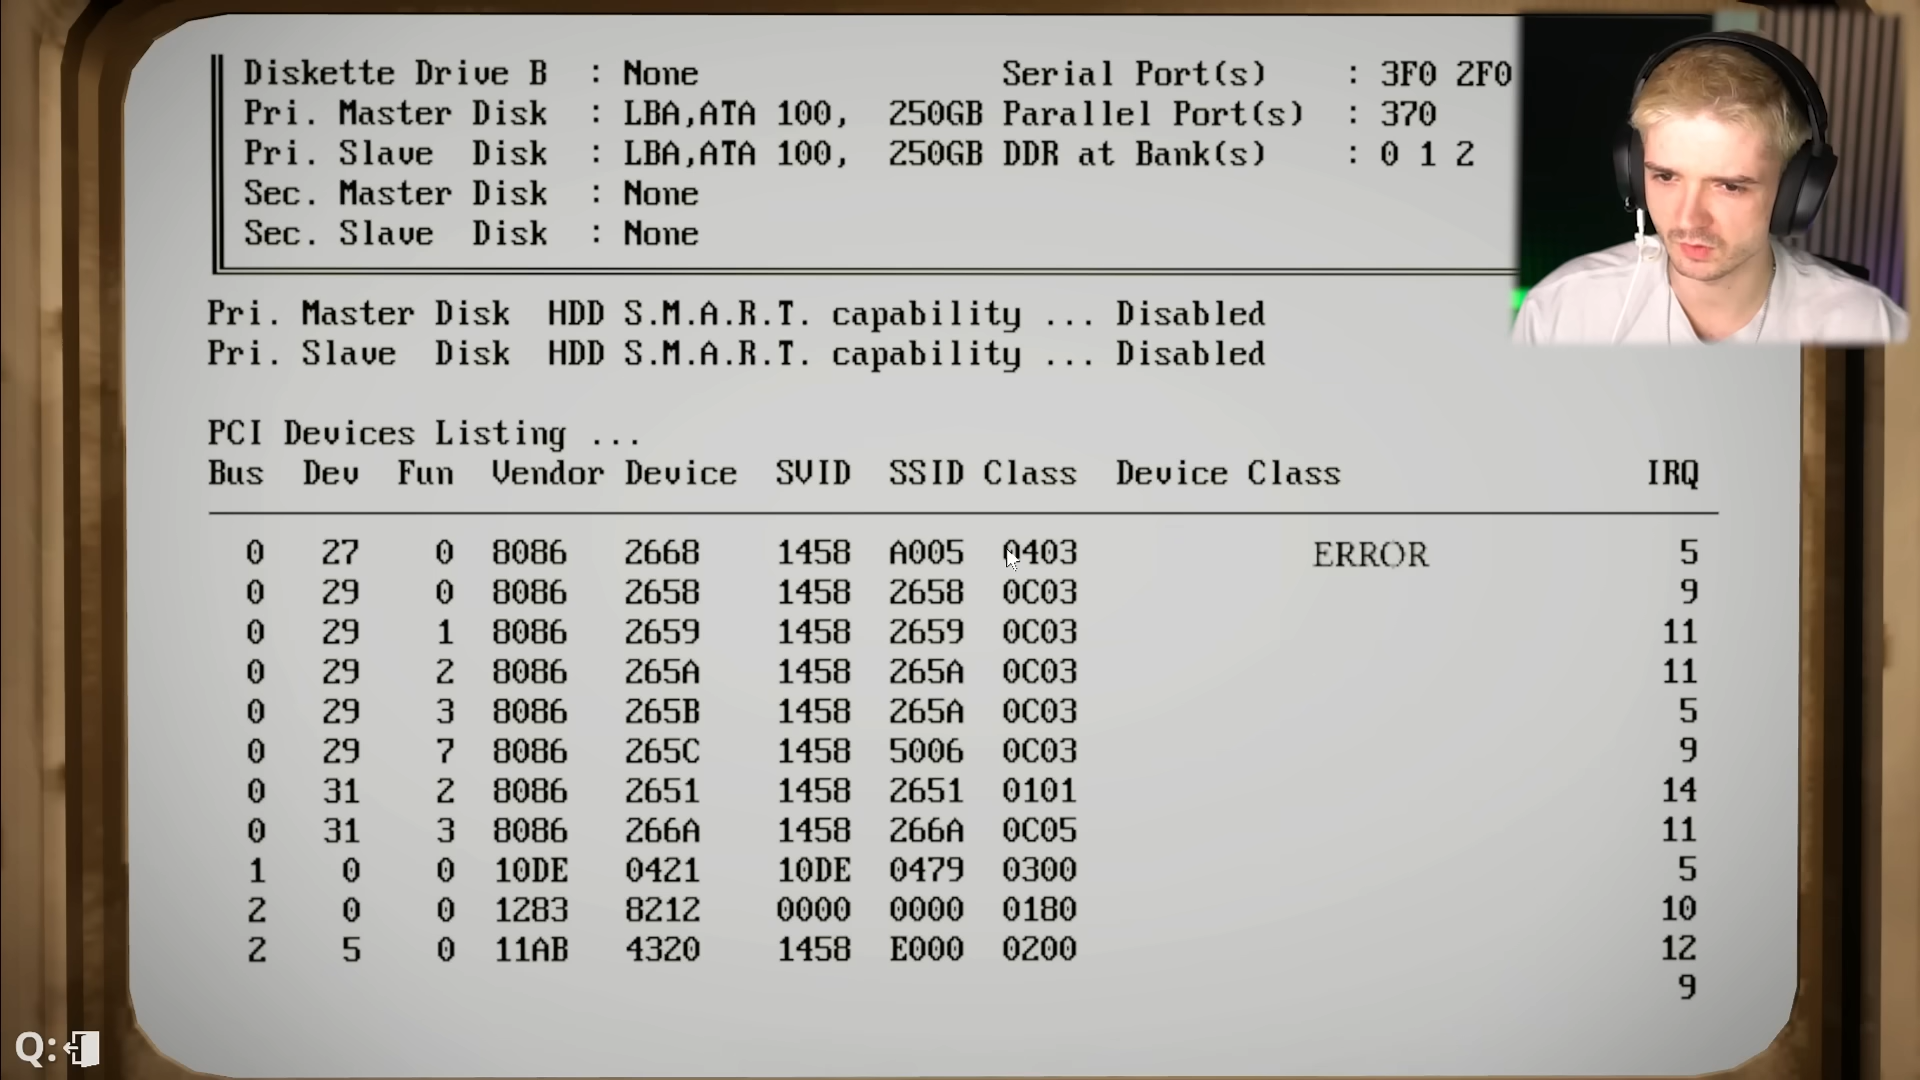 Diskette Drive B : None Serial Port(s) : 3F0 2F0
Pri. Master Disk : LBA,ATA 100, 250GB Parallel Port(s) : 370
Pri. Slave Disk : LBA,ATA 100, 250GB DDR at Bank(s) : 0 1 2
Sec. Master Disk : None
Sec. Slave Disk : None
Pri. Master Disk HDD S.M.A.R.T. capability ... Disabled
Pri. Slave Disk HDD S.M.A.R.T. capability ... Disabled
PCI Devices Listing ...
Bus Dev Fun Vendor Device SVID SSID Class Device Class IRQ
0 27 0 8086 2668 1458 A005 0403 ERROR 5
0 29 0 8086 2658 1458 2658 0C03 9
0 29 1 8086 2659 1458 2659 0C03 11
0 29 2 8086 265A 1458 265A 0C03 11
0 29 3 8086 265B 1458 265A 0C03 5
0 29 7 8086 265C 1458 5006 0C03 9
0 31 2 8086 2651 1458 2651 0101 14
0 31 3 8086 266A 1458 266A 0C05 11
1 0 0 10DE 0421 10DE 0479 0300 5
2 0 0 1283 8212 0000 0000 0180 10
2 5 0 11AB 4320 1458 E000 0200 12
9
Q: